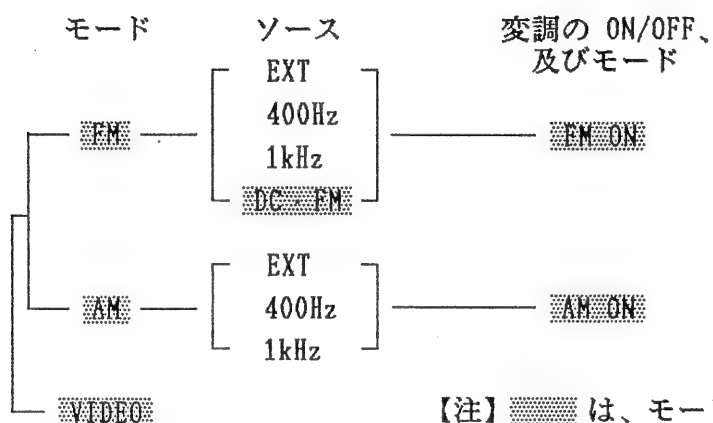 モード
ソース
変調の ON/OFF、
及びモード
EXT
400Hz
FM
1kHz
FM ON
DC・FM
EXT
AM
400Hz
AM ON
1kHz
VIDEO
【注】 は、モー